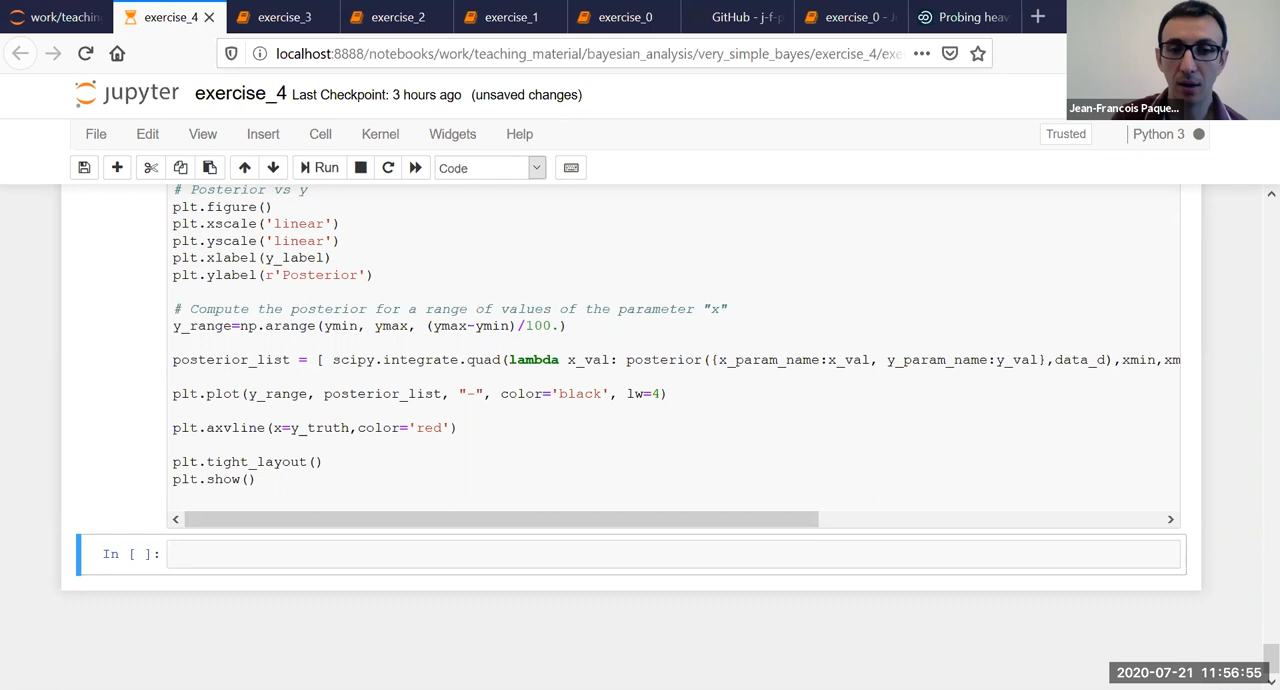 work/teachin
exercise_4
exercise_3
exercise_2
exercise_1
exercise_0
GitHub - j-f-p
exercise_0 - J
Probing heav
localhost:8888/notebooks/work/teaching_material/bayesian_analysis/very_simple_bayes/exercise_4/exe
Jean-Francois Paque...
jupyter exercise_4 Last Checkpoint: 3 hours ago (unsaved changes)
File Edit View Insert Cell Kernel Widgets Help Trusted Python 3
Run Code
# Posterior vs y
plt.figure()
plt.xscale('linear')
plt.yscale('linear')
plt.xlabel(y_label)
plt.ylabel(r'Posterior')
# Compute the posterior for a range of values of the parameter "x"
y_range=np.arange(ymin, ymax, (ymax-ymin)/100.)
posterior_list = [ scipy.integrate.quad(lambda x_val: posterior({x_param_name:x_val, y_param_name:y_val},data_d),xmin,xm
plt.plot(y_range, posterior_list, "-", color='black', lw=4)
plt.axvline(x=y_truth,color='red')
plt.tight_layout()
plt.show()
In [ ]:
2020-07-21 11:56:55